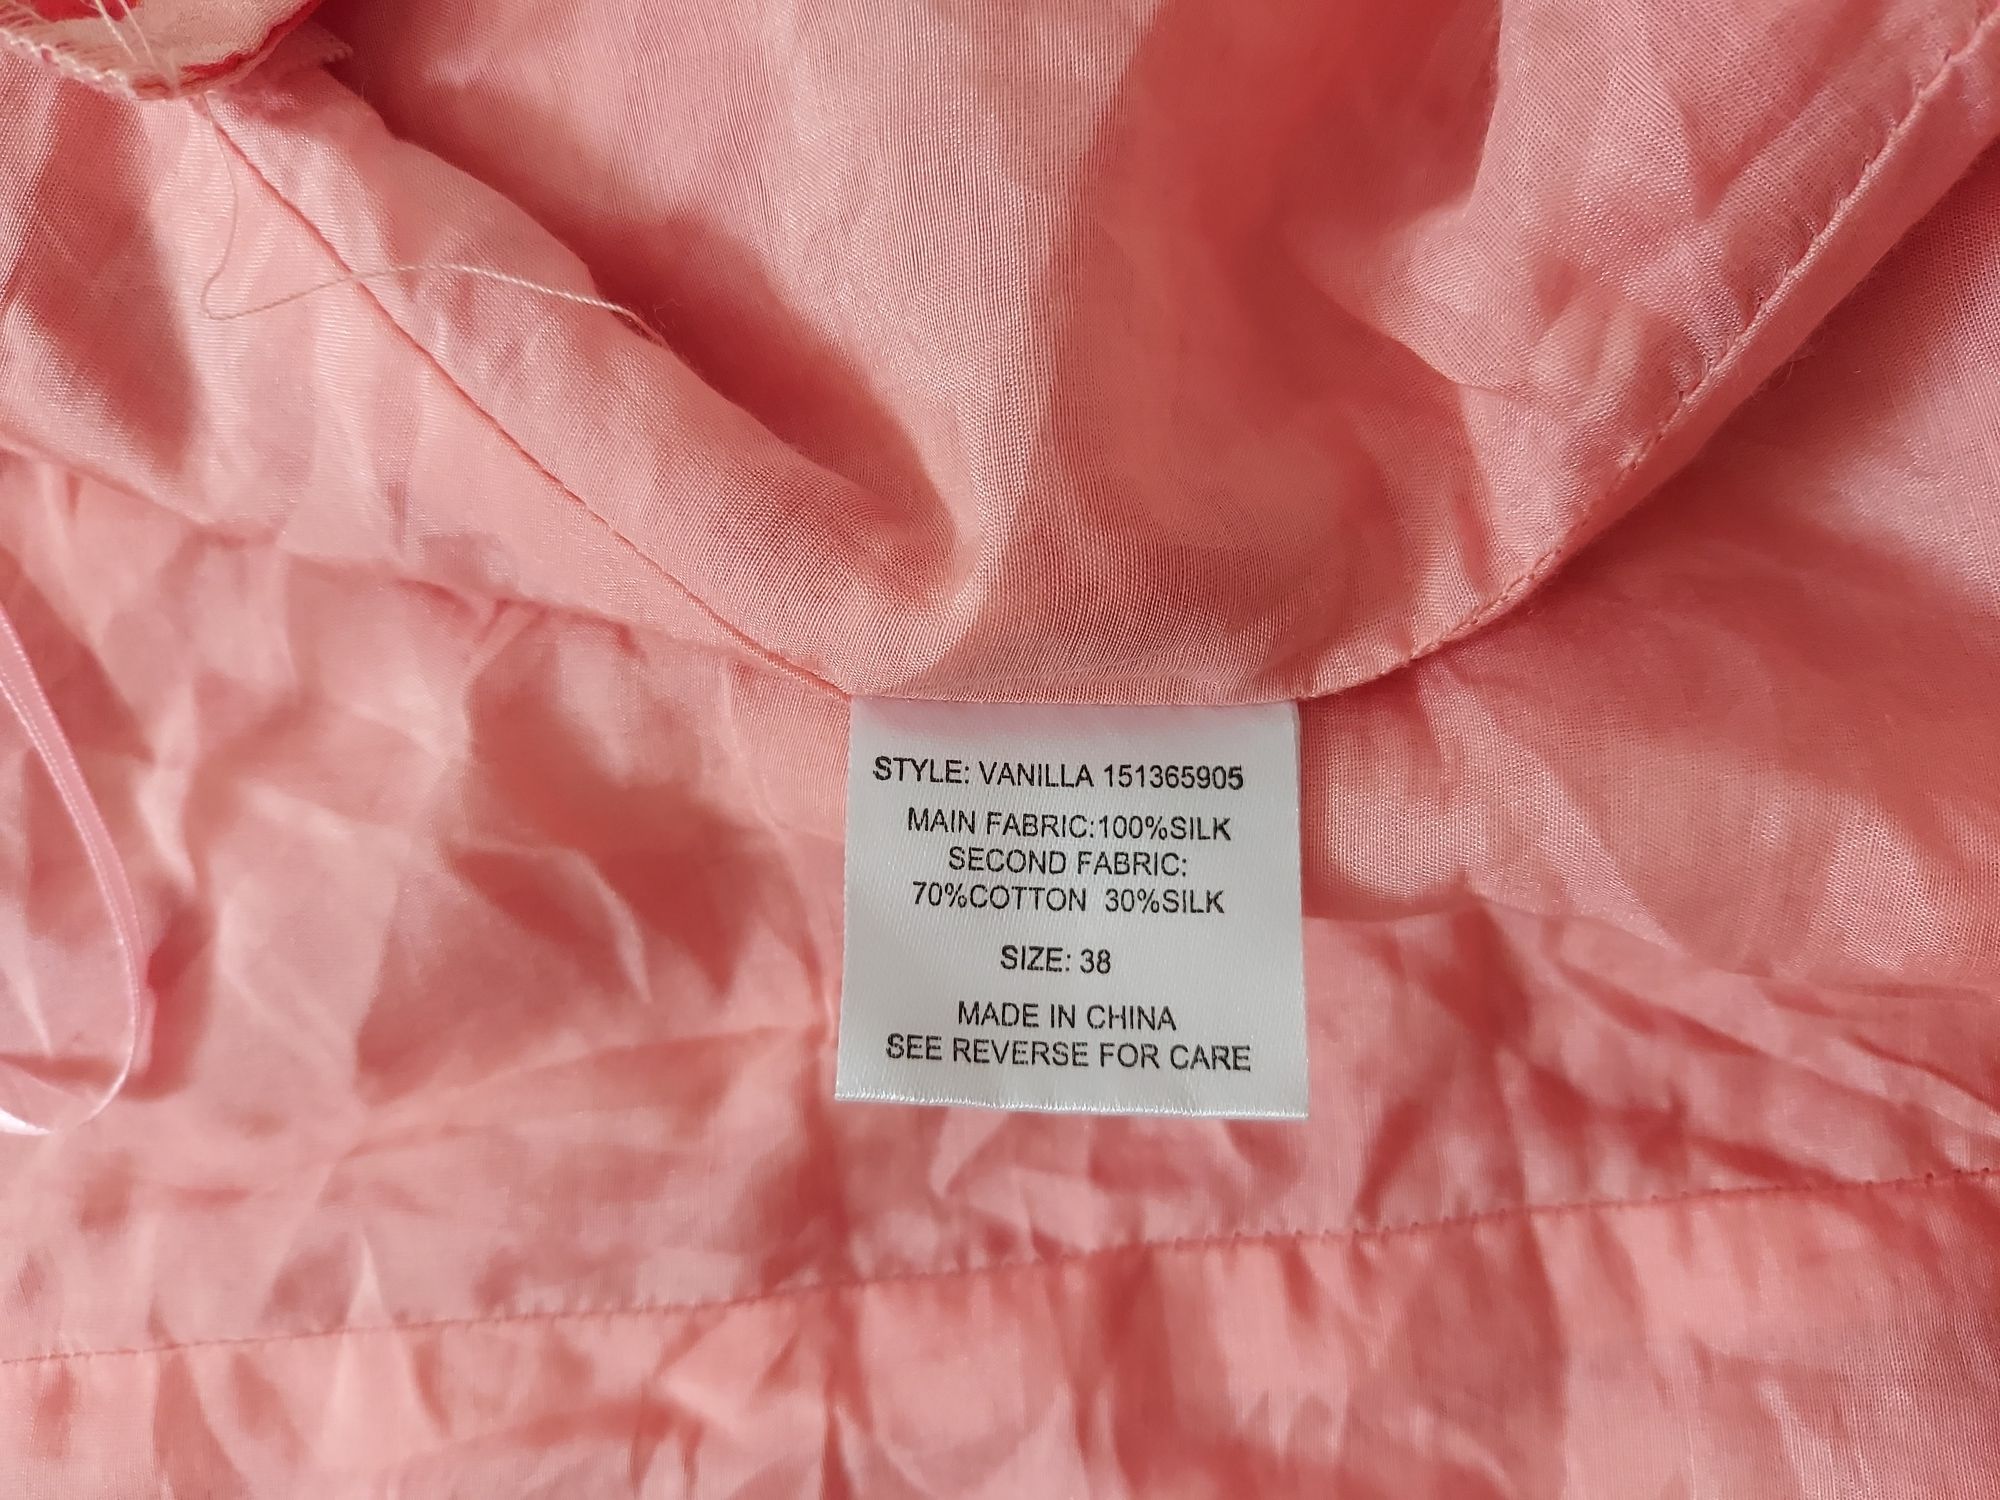 STYLE: VANILLA 151365905
MAIN FABRIC:100%SILK
SECOND FABRIC:
70%COTTON 30%SILK
SIZE: 38
MADE IN CHINA
SEE REVERSE FOR CARE